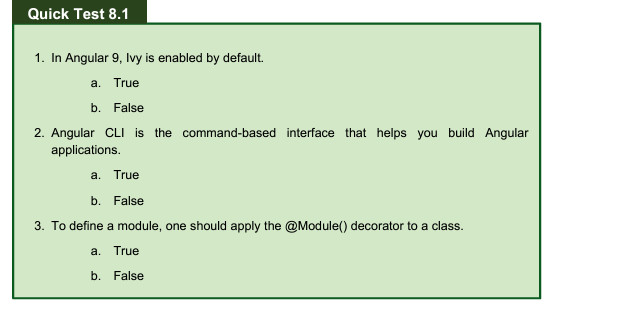 Quick Test 8.1
1. In Angular 9, Ivy is enabled by default.
a. True
b. False
2. Angular CLI is the command-based interface that helps you build Angular
applications.
a. True
b. False
3. To define a module, one should apply the @Module() decorator to a class.
a. True
b. False